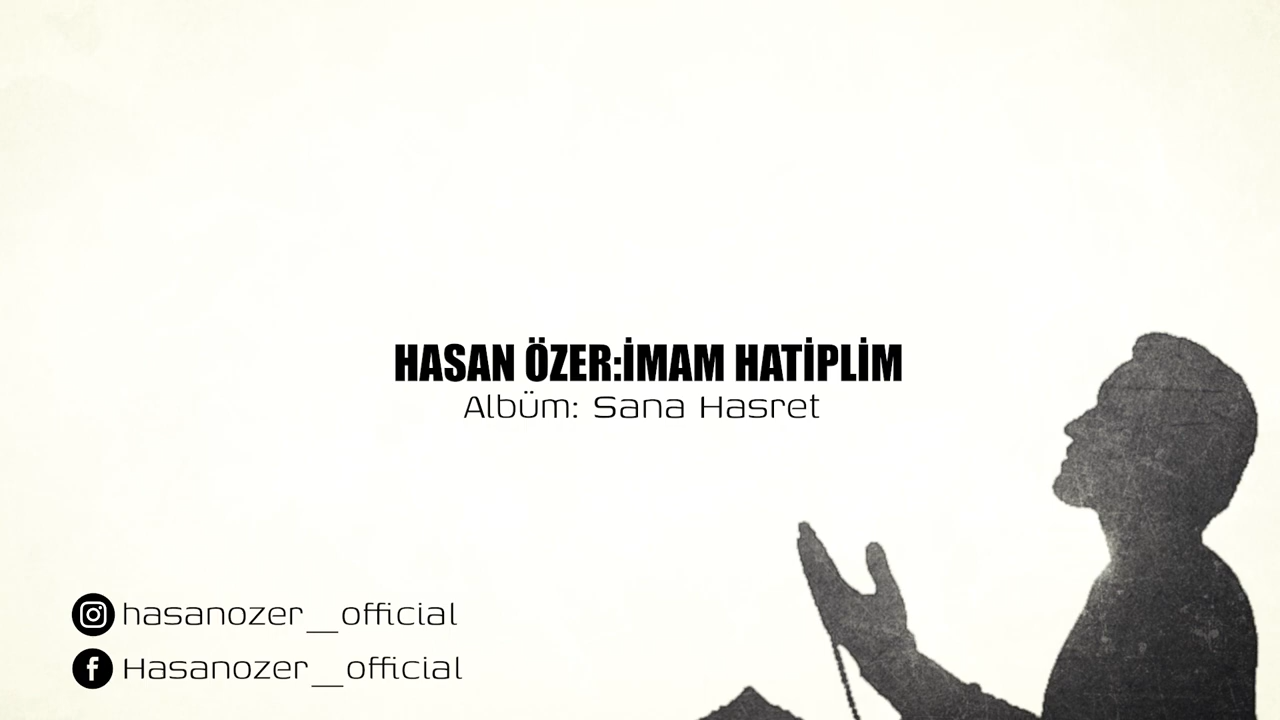 HASAN ÖZER:İMAM HATİPLİM
Albüm: Sana Hasret
hasanozer__official
Hasanozer__official